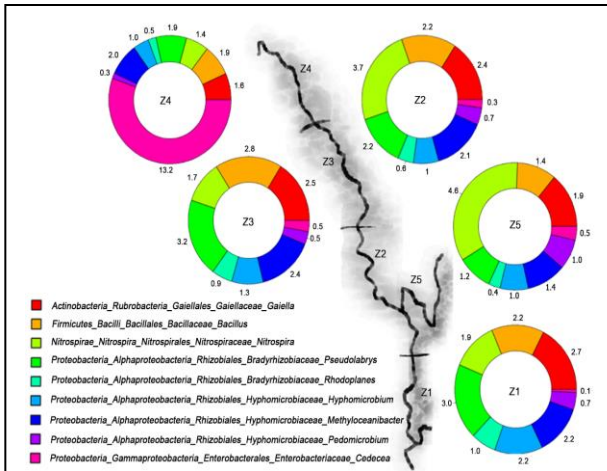 0.5
1.9
1.0
1.4
2.0
1.9
0.3
1.6
Z4
13.2
2.2
3.7
2.4
Z2
0.3
0.7
2.2
2.1
0.6
1
Z4
Z3
Z2
Z5
Z1
2.8
1.7
2.5
Z3
0.5
0.5
3.2
2.4
0.9
1.3
1.4
4.6
1.9
Z5
0.5
1.0
1.2
1.4
0.4
1.0
2.2
1.9
2.7
Z1
0.1
0.7
3.0
2.2
1.0
2.2
Actinobacteria_Rubrobacteria_Gaiellales_Gaiellaceae_Gaiella
Firmicutes_Bacilli_Bacillales_Bacillaceae_Bacillus
Nitrospirae_Nitrospira_Nitrospirales_Nitrospiraceae_Nitrospira
Proteobacteria_Alphaproteobacteria_Rhizobiales_Bradyrhizobiaceae_Pseudolabrys
Proteobacteria_Alphaproteobacteria_Rhizobiales_Bradyrhizobiaceae_Rhodoplanes
Proteobacteria_Alphaproteobacteria_Rhizobiales_Hyphomicrobiaceae_Hyphomicrobium
Proteobacteria_Alphaproteobacteria_Rhizobiales_Hyphomicrobiaceae_Methyloceanibacter
Proteobacteria_Alphaproteobacteria_Rhizobiales_Hyphomicrobiaceae_Pedomicrobium
Proteobacteria_Gammaproteobacteria_Enterobacterales_Enterobacteriaceae_Cedecea